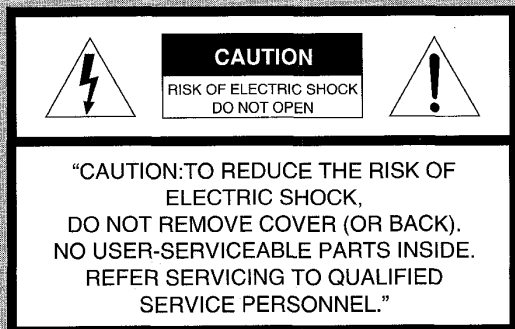 CAUTION
RISK OF ELECTRIC SHOCK
DO NOT OPEN
“CAUTION:TO REDUCE THE RISK OF
ELECTRIC SHOCK,
DO NOT REMOVE COVER (OR BACK).
NO USER-SERVICEABLE PARTS INSIDE.
REFER SERVICING TO QUALIFIED
SERVICE PERSONNEL.”